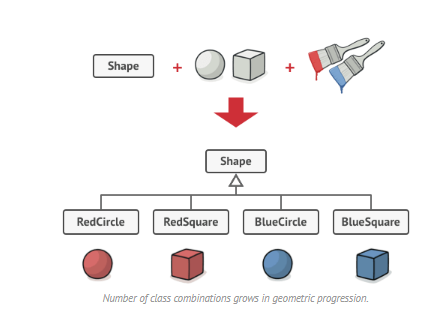 Shape + +
Shape
RedCircle RedSquare BlueCircle BlueSquare
Number of class combinations grows in geometric progression.